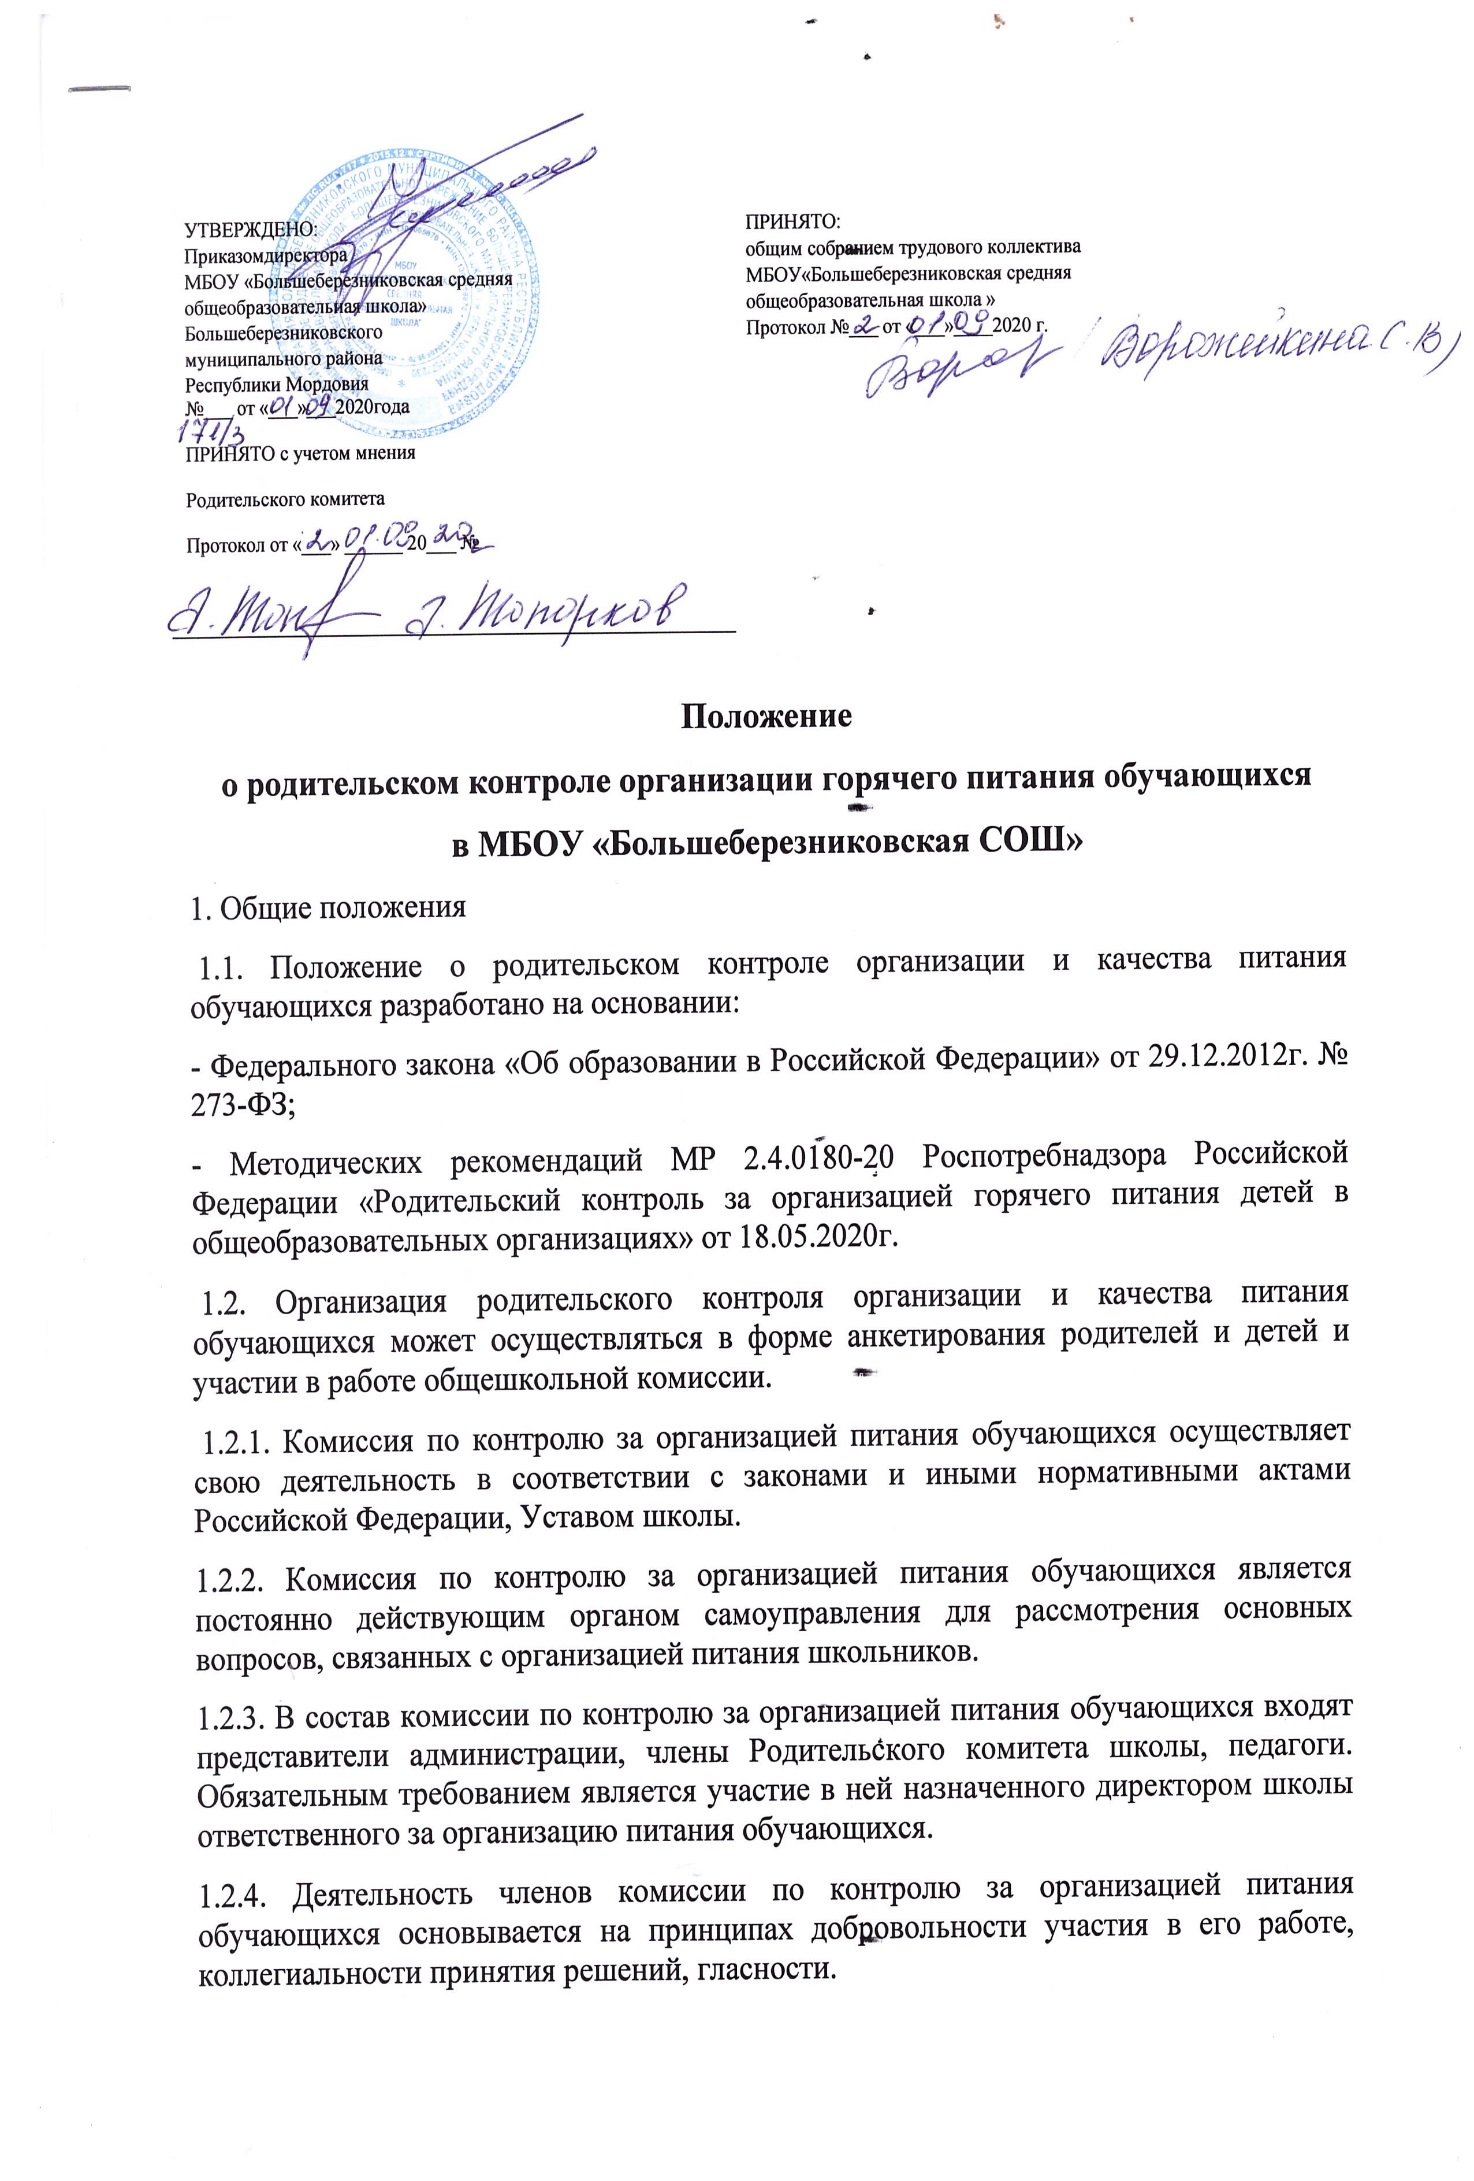 УТВЕРЖДЕНО:
Приказомдиректора
МБОУ «Большеберезниковская средняя
общеобразовательная школа»
Большеберезниковского
муниципального района
Республики Мордовия
№___ от «01»09 2020года
171/3
ПРИНЯТО с учетом мнения
Родительского комитета
Протокол от «2» 01.09 2020 №
Топорков
ПРИНЯТО:
общим собранием трудового коллектива
МБОУ«Большеберезниковская средняя
общеобразовательная школа »
Протокол № 2 от «01»09 2020 г.
Ворожейкина С.В)
Положение
о родительском контроле организации горячего питания обучающихся
в МБОУ «Большеберезниковская СОШ»
1. Общие положения
1.1. Положение о родительском контроле организации и качества питания
обучающихся разработано на основании:
- Федерального закона «Об образовании в Российской Федерации» от 29.12.2012г. №
273-ФЗ;
- Методических рекомендаций МР 2.4.0180-20 Роспотребнадзора Российской
Федерации «Родительский контроль за организацией горячего питания детей в
общеобразовательных организациях» от 18.05.2020г.
1.2. Организация родительского контроля организации и качества питания
обучающихся может осуществляться в форме анкетирования родителей и детей и
участии в работе общешкольной комиссии.
1.2.1. Комиссия по контролю за организацией питания обучающихся осуществляет
свою деятельность в соответствии с законами и иными нормативными актами
Российской Федерации, Уставом школы.
1.2.2. Комиссия по контролю за организацией питания обучающихся является
постоянно действующим органом самоуправления для рассмотрения основных
вопросов, связанных с организацией питания школьников.
1.2.3. В состав комиссии по контролю за организацией питания обучающихся входят
представители администрации, члены Родительского комитета школы, педагоги.
Обязательным требованием является участие в ней назначенного директором школы
ответственного за организацию питания обучающихся.
1.2.4. Деятельность членов комиссии по контролю за организацией питания
обучающихся основывается на принципах добровольности участия в его работе,
коллегиальности принятия решений, гласности.